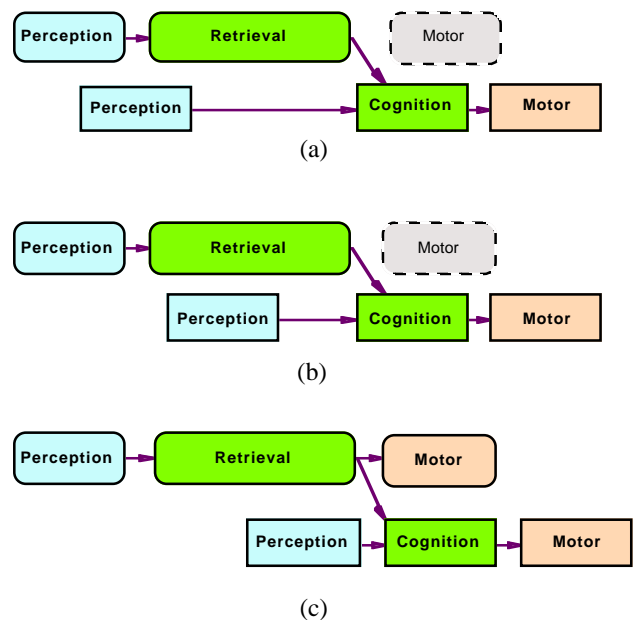 Perception Retrieval Motor
Perception Cognition Motor
(a)
Perception Retrieval Motor
Perception Cognition Motor
(b)
Perception Retrieval Motor
Perception Cognition Motor
(c)